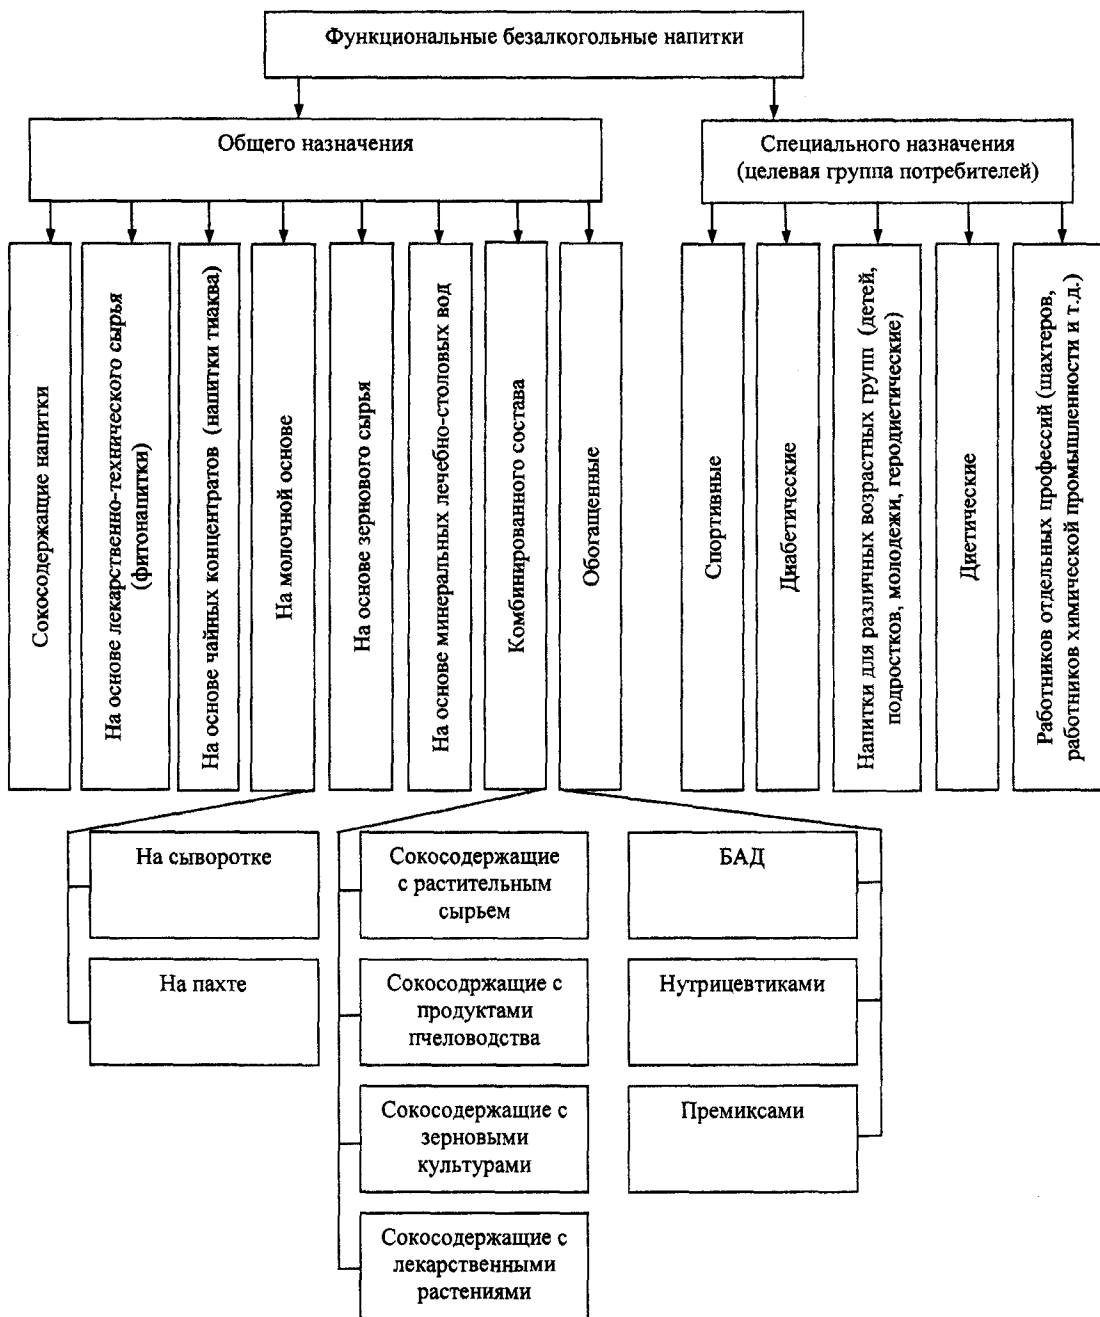 Функциональные безалкогольные напитки
Общего назначения
Специального назначения
(целевая группа потребителей)
Сокосодержащие напитки
На основе лекарственно-технического сырья
(фитонапитки)
На основе чайных концентратов (напитки тиаква)
На молочной основе
На основе зернового сырья
На основе минеральных лечебно-столовых вод
Комбинированного состава
Обогащенные
Спортивные
Диабетические
Напитки для различных возрастных групп (детей,
подростков, молодежи, геродиетические)
Диетические
Работников отдельных профессий (шахтеров,
работников химической промышленности и т.д.)
На сыворотке
На пахте
Сокосодержащие
с растительным
сырьем
Сокосодржащие с
продуктами
пчеловодства
Сокосодержащие с
зерновыми
культурами
Сокосодержащие с
лекарственными
растениями
БАД
Нутрицевтиками
Премиксами